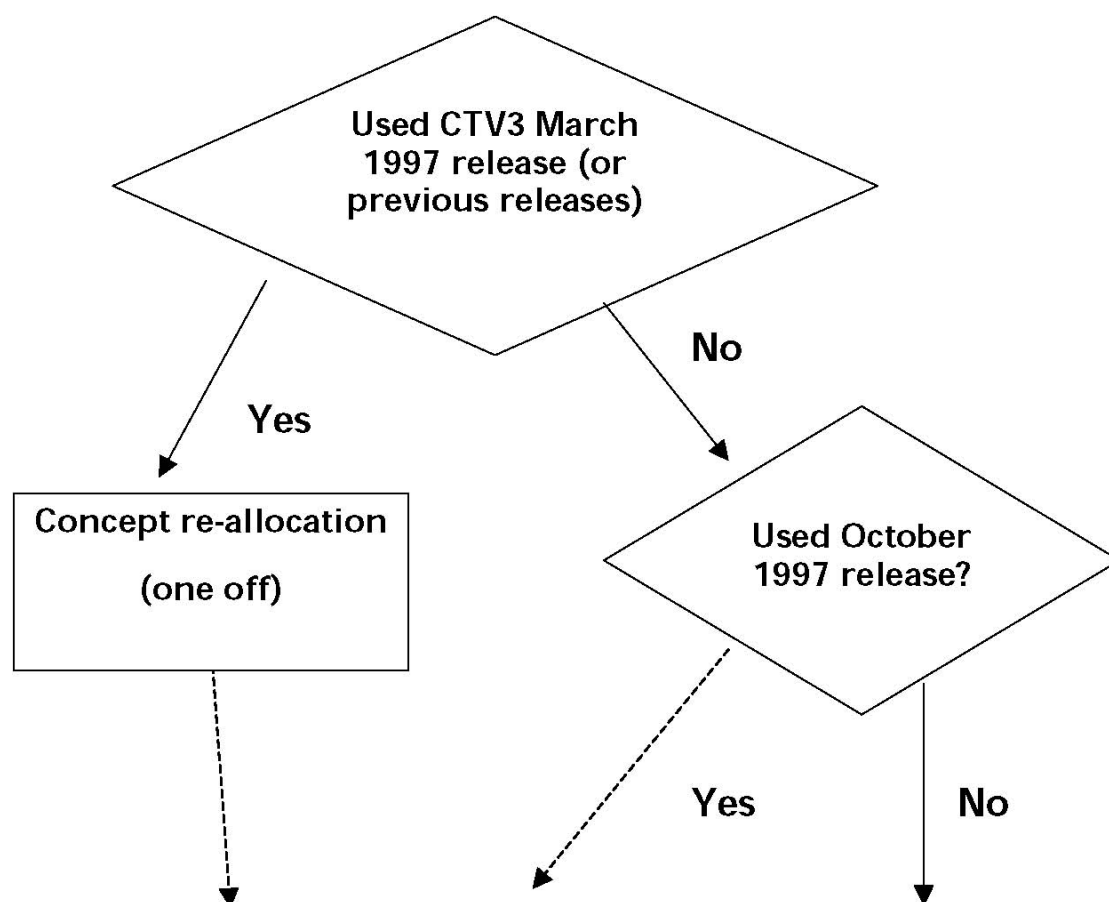 Used CTV3 March
1997 release (or
previous releases)
No
Yes
Concept re-allocation
(one off)
Used October
1997 release?
Yes
No